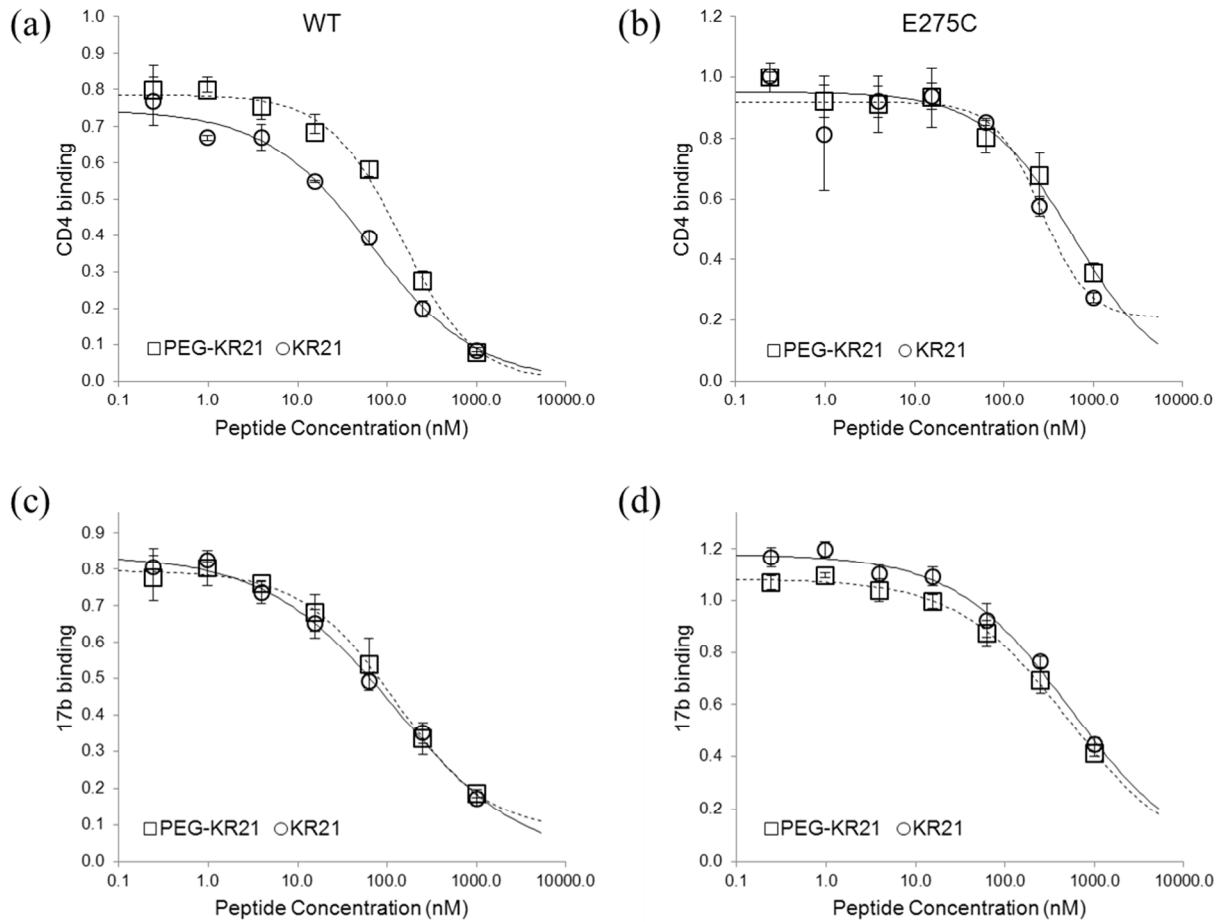 (a)
WT
CD4 binding
1.0
0.9
0.8
0.7
0.6
0.5
0.4
0.3
0.2
0.1
0.0
PEG-KR21 KR21
0.1 1.0 10.0 100.0 1000.0 10000.0
Peptide Concentration (nM)
(b)
E275C
CD4 binding
1.2
1.0
0.8
0.6
0.4
0.2
0.0
PEG-KR21 KR21
0.1 1.0 10.0 100.0 1000.0 10000.0
Peptide Concentration (nM)
(c)
17b binding
0.9
0.8
0.7
0.6
0.5
0.4
0.3
0.2
0.1
0.0
PEG-KR21 KR21
0.1 1.0 10.0 100.0 1000.0 10000.0
Peptide Concentration (nM)
(d)
17b binding
1.2
1.0
0.8
0.6
0.4
0.2
0.0
PEG-KR21 KR21
0.1 1.0 10.0 100.0 1000.0 10000.0
Peptide Concentration (nM)